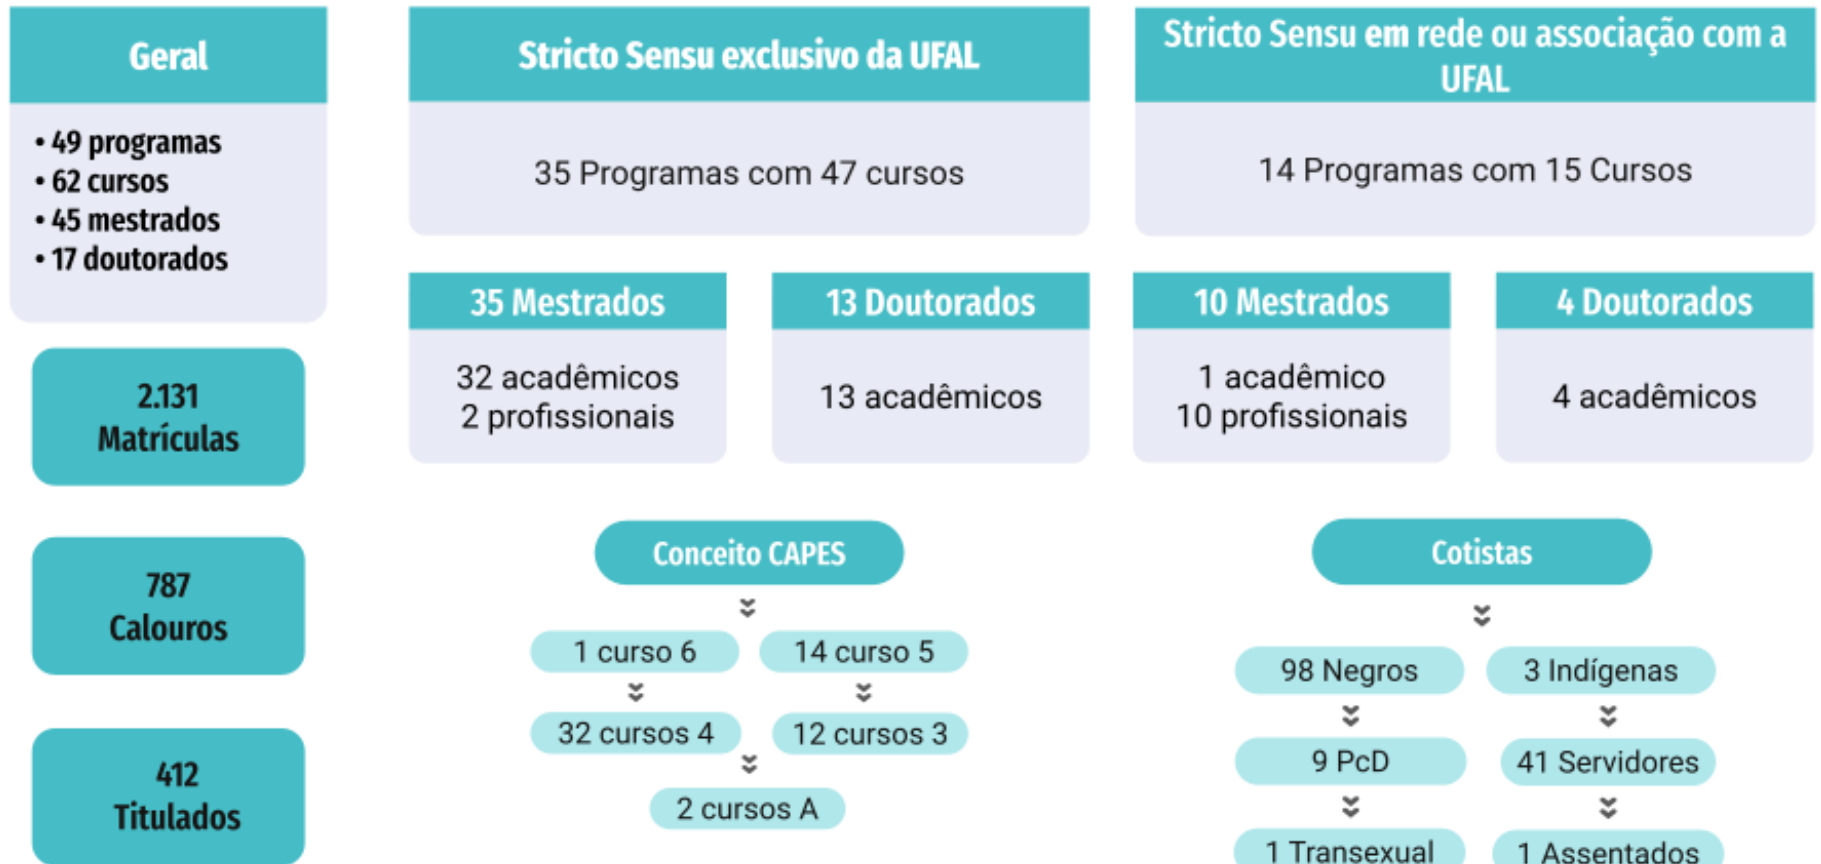 Geral
• 49 programas
• 62 cursos
• 45 mestrados
• 17 doutorados
2.131
Matrículas
787
Calouros
412
Titulados
Stricto Sensu exclusivo da UFAL
35 Programas com 47 cursos
35 Mestrados
32 acadêmicos
2 profissionais
13 Doutorados
13 acadêmicos
Stricto Sensu em rede ou associação com a
UFAL
14 Programas com 15 Cursos
10 Mestrados
1 acadêmico
10 profissionais
4 Doutorados
4 acadêmicos
Conceito CAPES
1 curso 6
14 curso 5
32 cursos 4
12 cursos 3
2 cursos A
Cotistas
98 Negros
3 Indígenas
9 PcD
41 Servidores
1 Transexual
1 Assentados